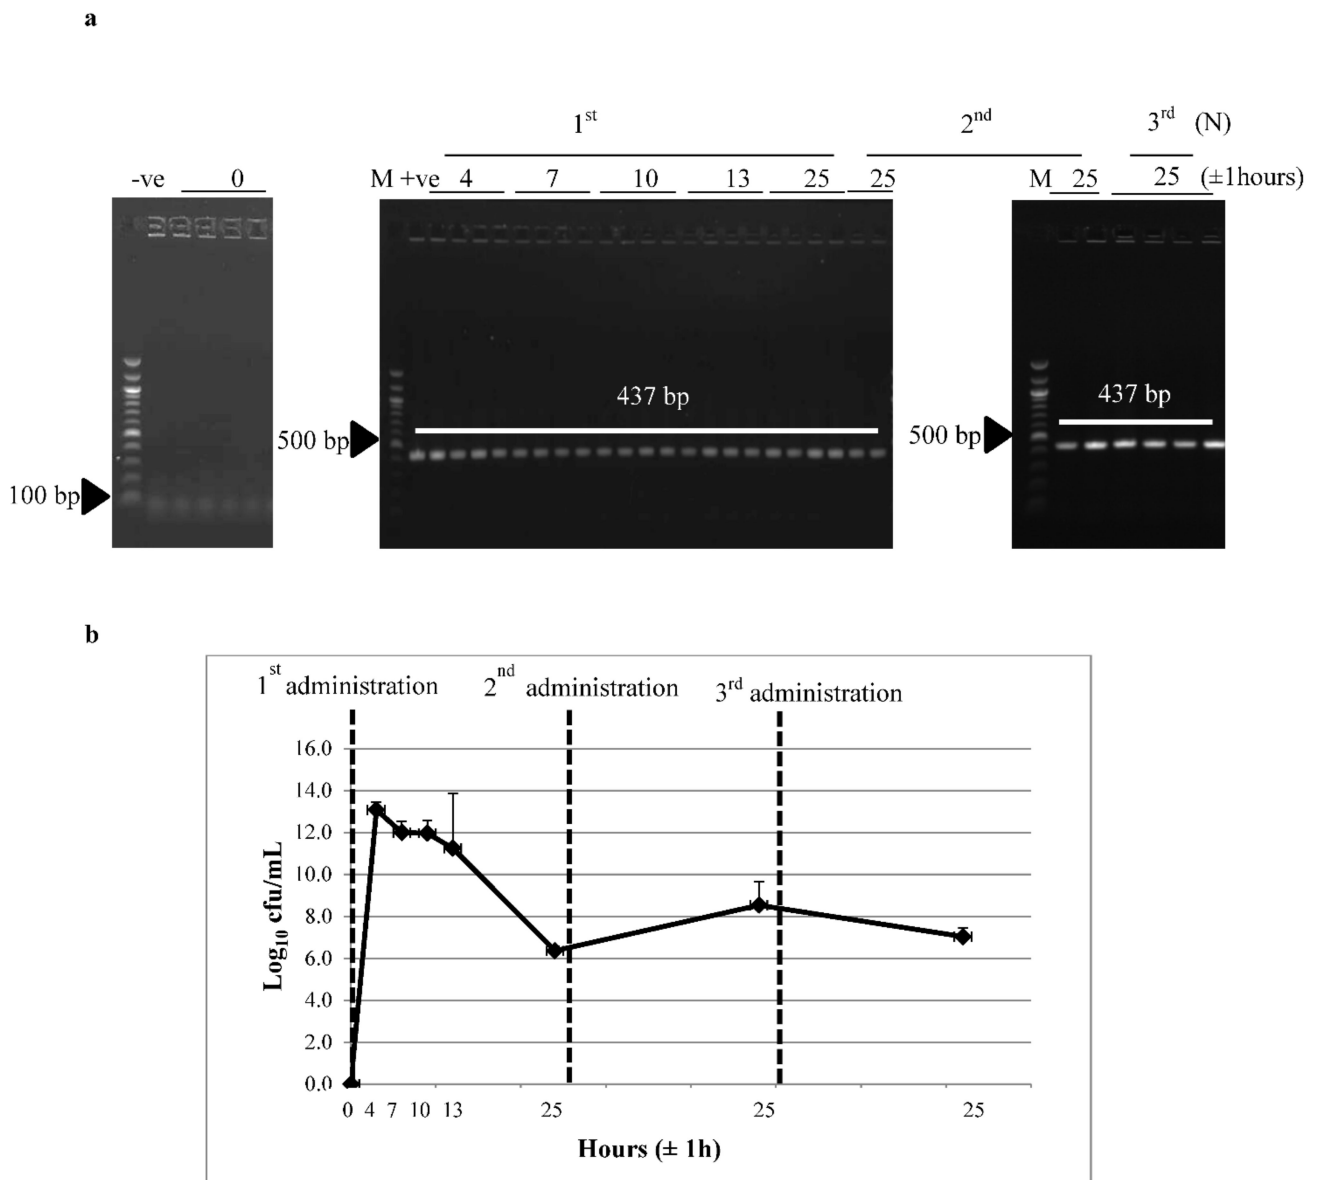 a
1st 2nd 3rd (N)
-ve 0 M +ve 4 7 10 13 25 25 M 25 25 (±1hours)
437 bp 437 bp
500 bp 500 bp
100 bp
b
1st administration 2nd administration 3rd administration
16.0
14.0
12.0
10.0
8.0
6.0
4.0
2.0
0.0
Log10 cfu/mL
0 4 7 10 13 25 25 25
Hours (± 1h)